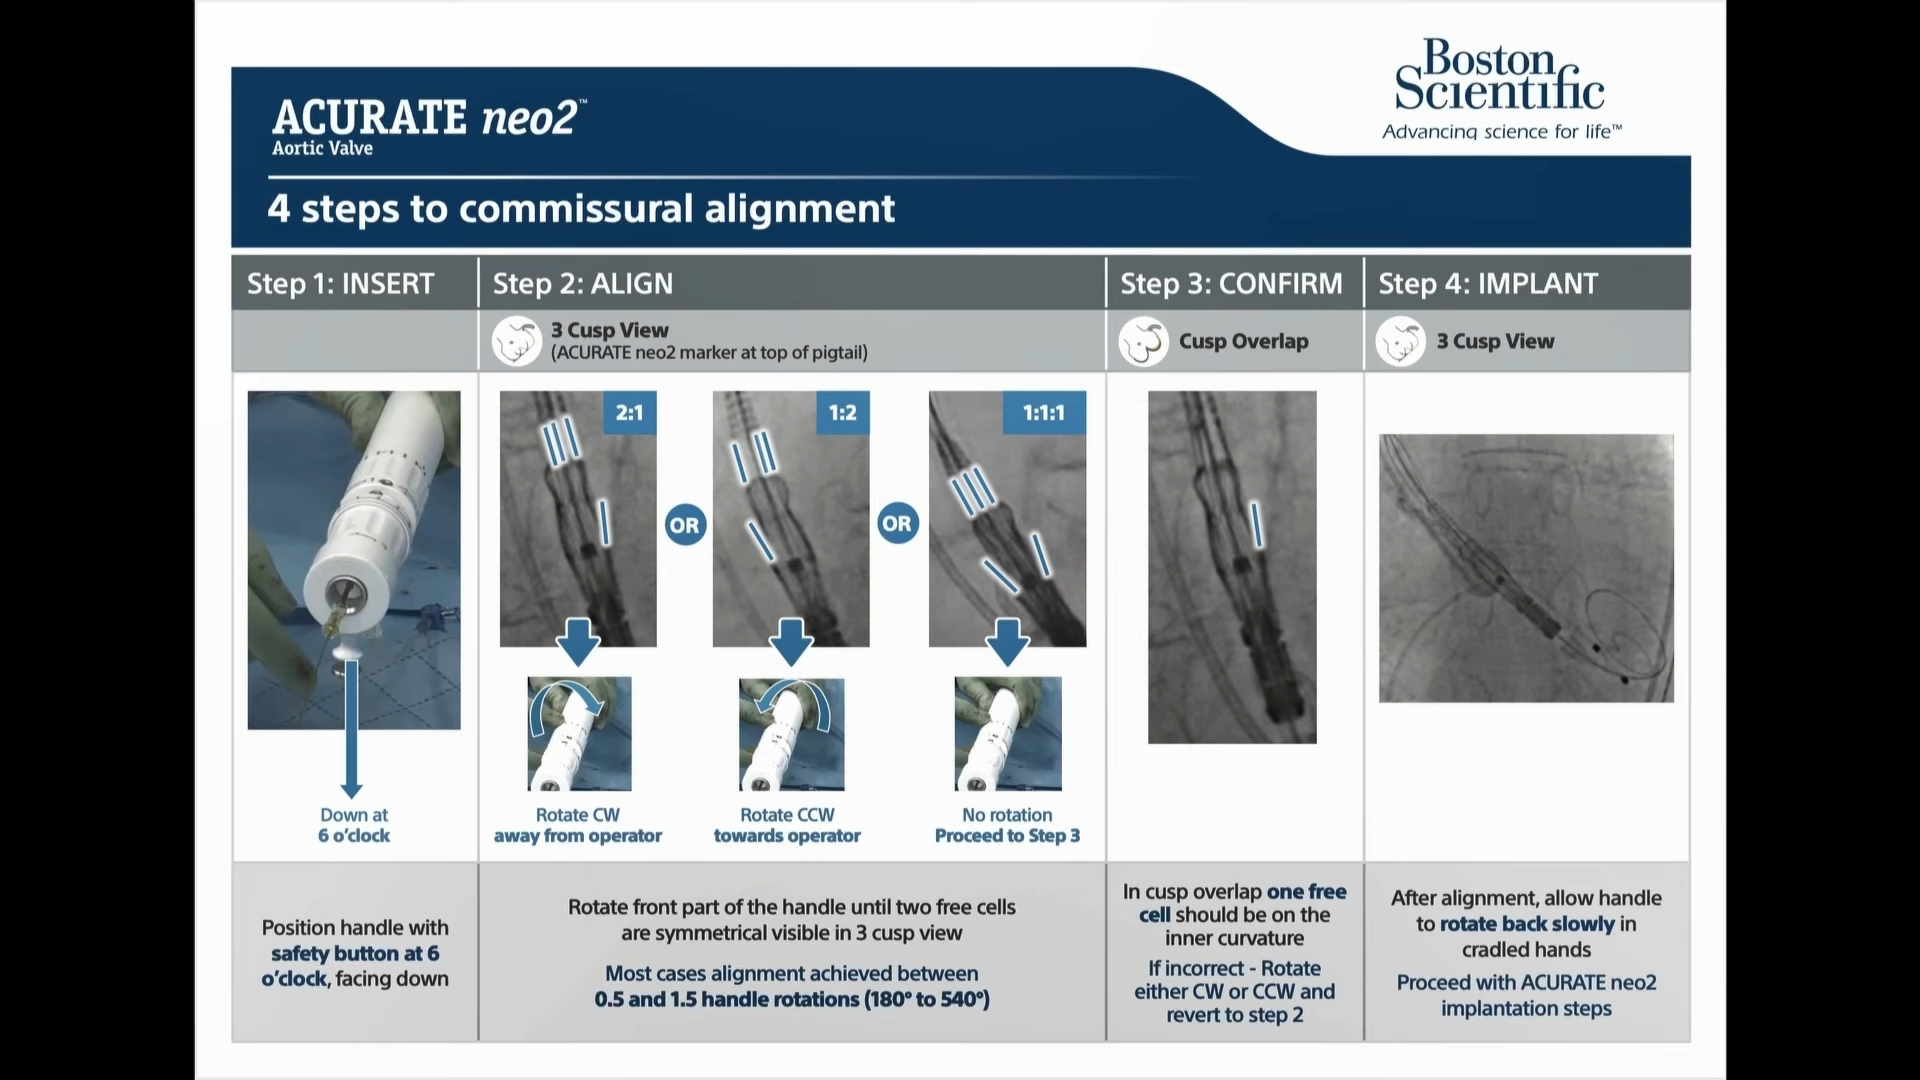 ACURATE neo2™
Aortic Valve
Boston
Scientific
Advancing science for life™
4 steps to commissural alignment
Step 1: INSERT
Step 2: ALIGN
Step 3: CONFIRM
Step 4: IMPLANT
3 Cusp View
(ACURATE neo2 marker at top of pigtail)
Cusp Overlap
3 Cusp View
2:1
OR
1:2
OR
1:1:1
Down at
6 o'clock
Rotate CW
away from operator
Rotate CCW
towards operator
No rotation
Proceed to Step 3
Position handle with
safety button at 6
o'clock, facing down
Rotate front part of the handle until two free cells
are symmetrical visible in 3 cusp view
Most cases alignment achieved between
0.5 and 1.5 handle rotations (180° to 540°)
In cusp overlap one free
cell should be on the
inner curvature
If incorrect - Rotate
either CW or CCW and
revert to step 2
After alignment, allow handle
to rotate back slowly in
cradled hands
Proceed with ACURATE neo2
implantation steps